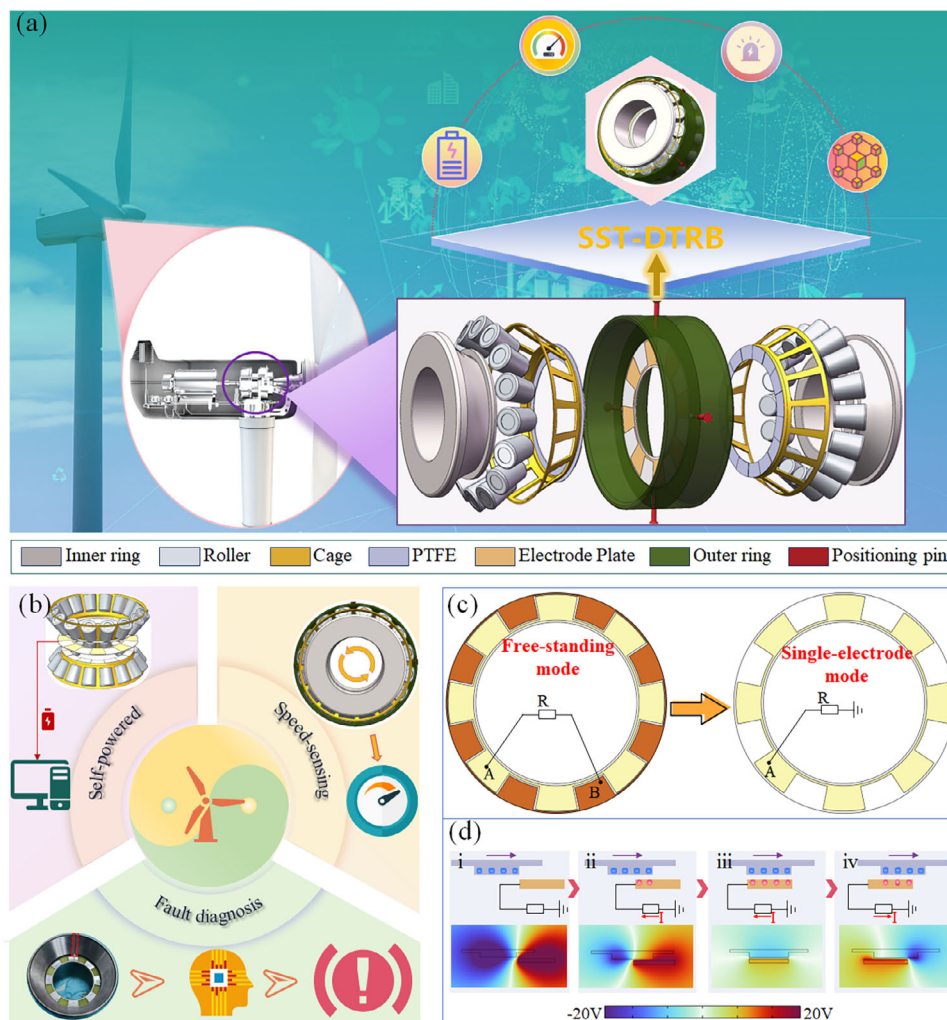 (a)
SST-DTRB
Inner ring
Roller
Cage
PTFE
Electrode Plate
Outer ring
Positioning pin
(b)
Self-powered
Speed-sensing
Fault diagnosis
(c)
Free-standing
mode
R
A
B
Single-electrode
mode
R
A
(d)
i
ii
iii
iv
I
I
I
-20V
20V